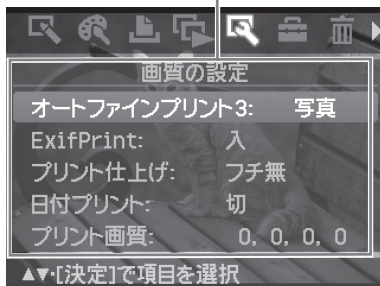 画質の設定
オートファインプリント3: 写真
ExifPrint: 入
プリント仕上げ: フチ無
日付プリント: 切
プリント画質: 0, 0, 0, 0
▲▼・[決定]で項目を選択